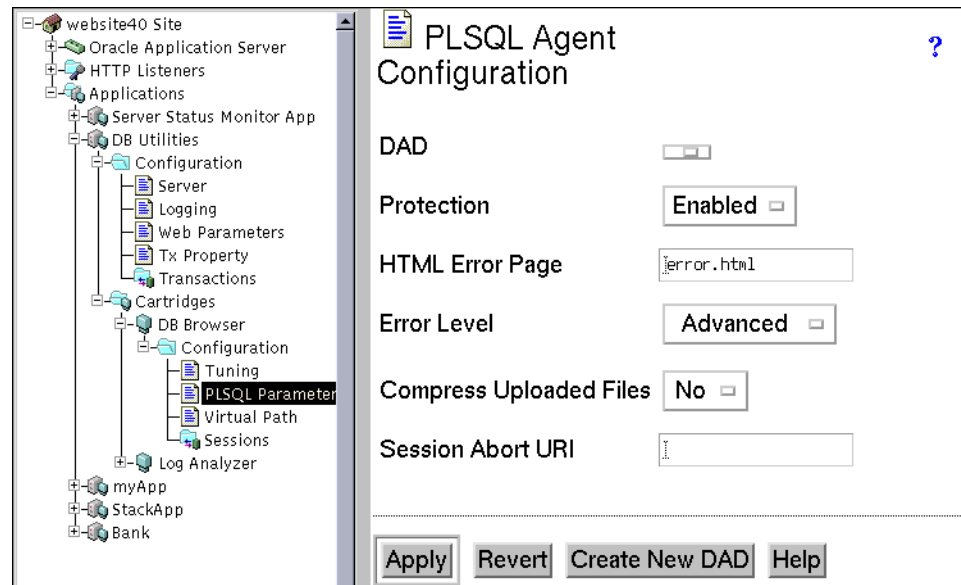 website40 Site
Oracle Application Server
HTTP Listeners
Applications
Server Status Monitor App
DB Utilities
Configuration
Server
Logging
Web Parameters
Tx Property
Transactions
Cartridges
DB Browser
Configuration
Tuning
PLSQL Parameter
Virtual Path
Sessions
Log Analyzer
myApp
StackApp
Bank
PLSQL Agent
Configuration
?
DAD
Protection Enabled
HTML Error Page error.html
Error Level Advanced
Compress Uploaded Files No
Session Abort URI
Apply Revert Create New DAD Help